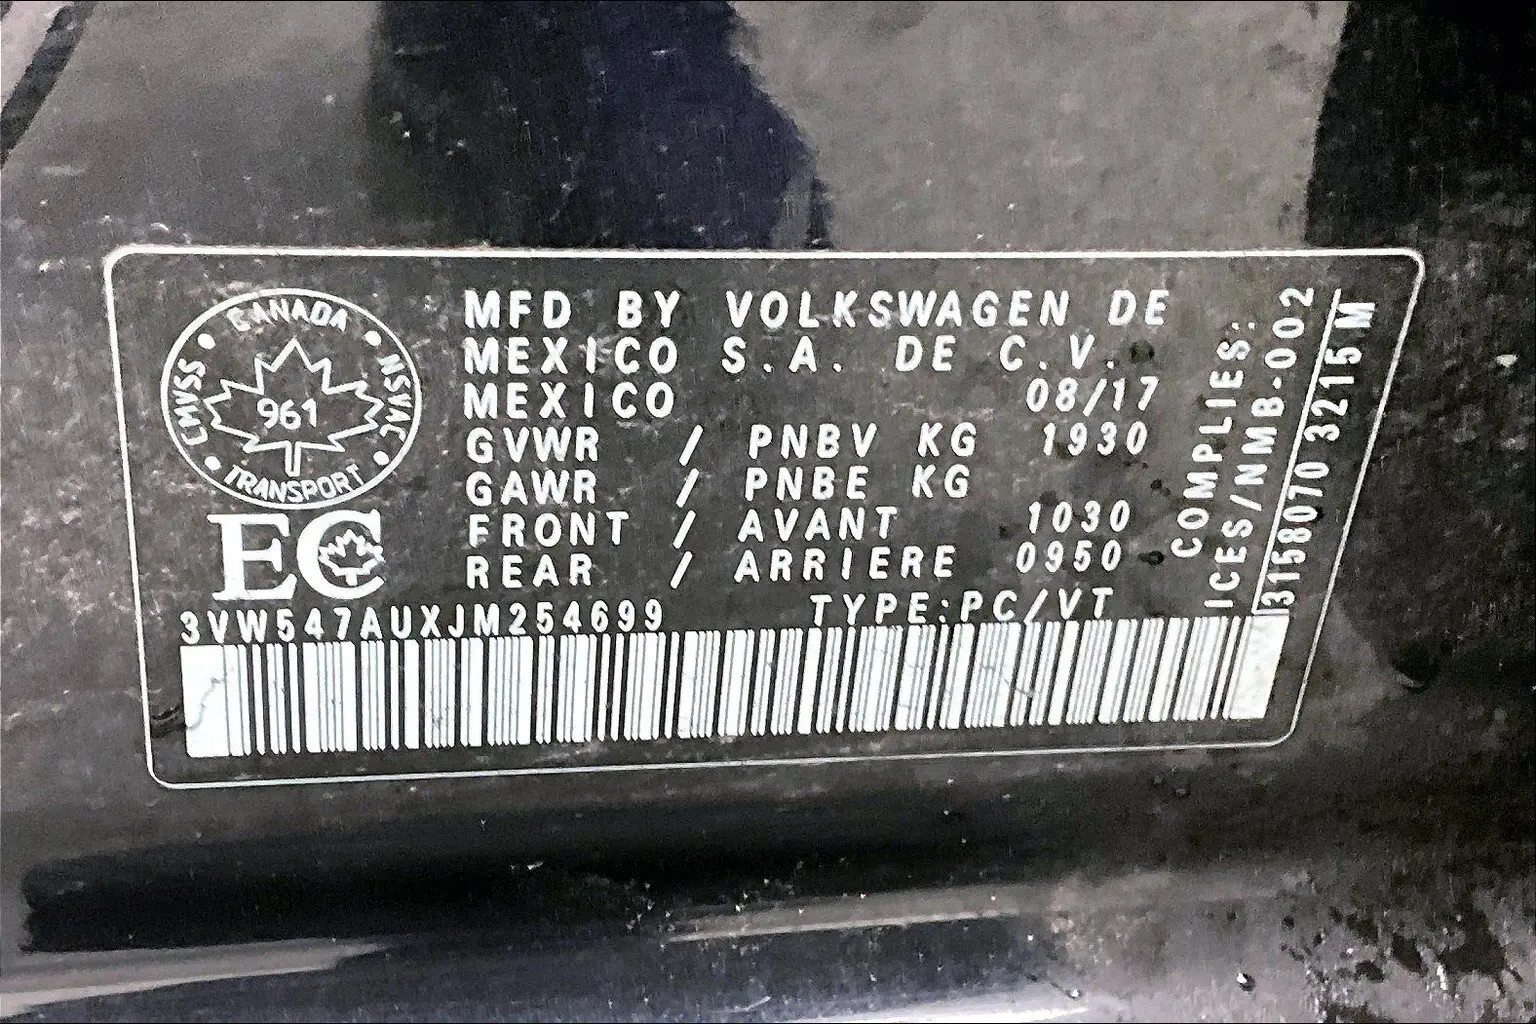 CANADA
CMVSS
NSVAC
961
TRANSPORT
EC
MFD BY VOLKSWAGEN DE
MEXICO S.A. DE C.V.
MEXICO 08/17
GVWR / PNBV KG 1930
GAWR / PNBE KG
FRONT / AVANT 1030
REAR / ARRIERE 0950
3VW547AUXJM254699 TYPE:PC/VT
COMPLIES:
ICES/NMB-002
3158070 3215 M